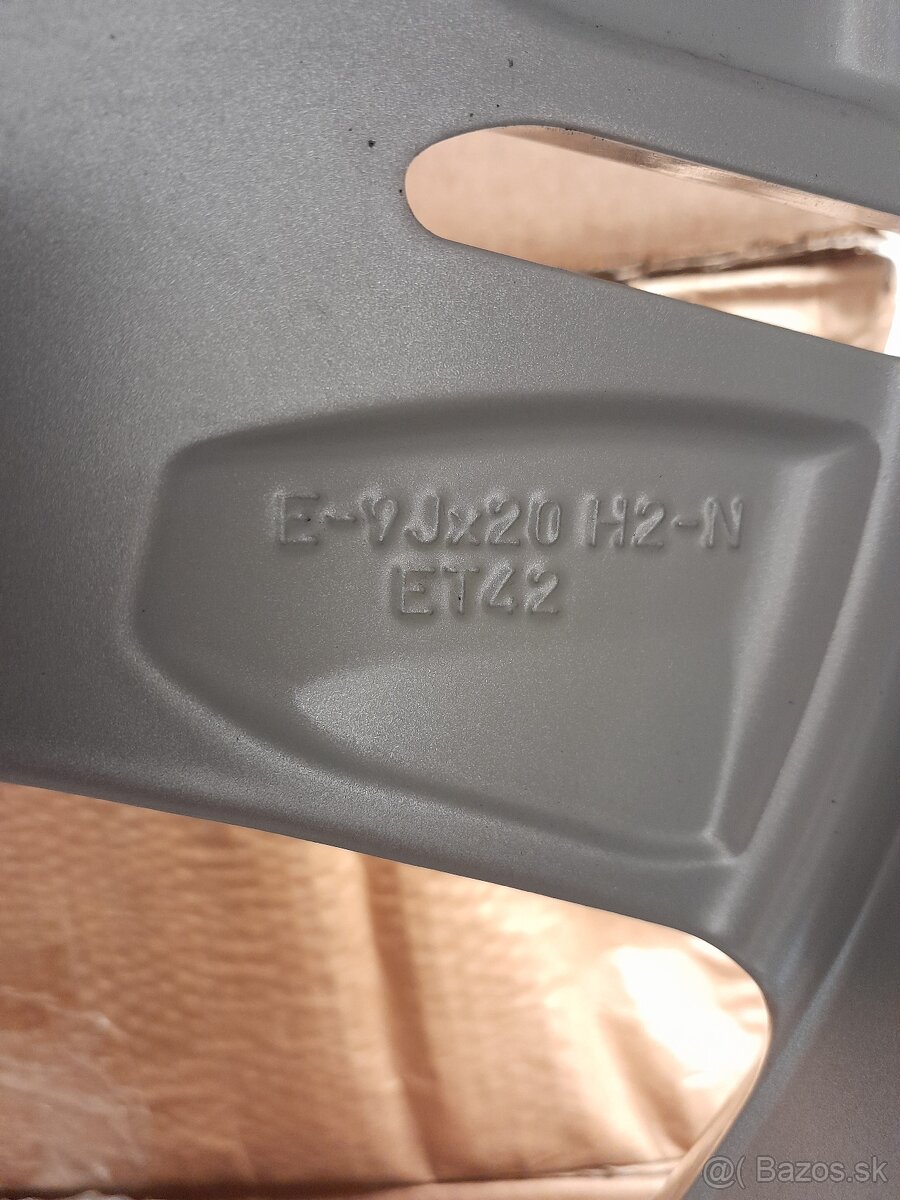 E-9Jx20 H2-N
ET42
@( Bazos.sk